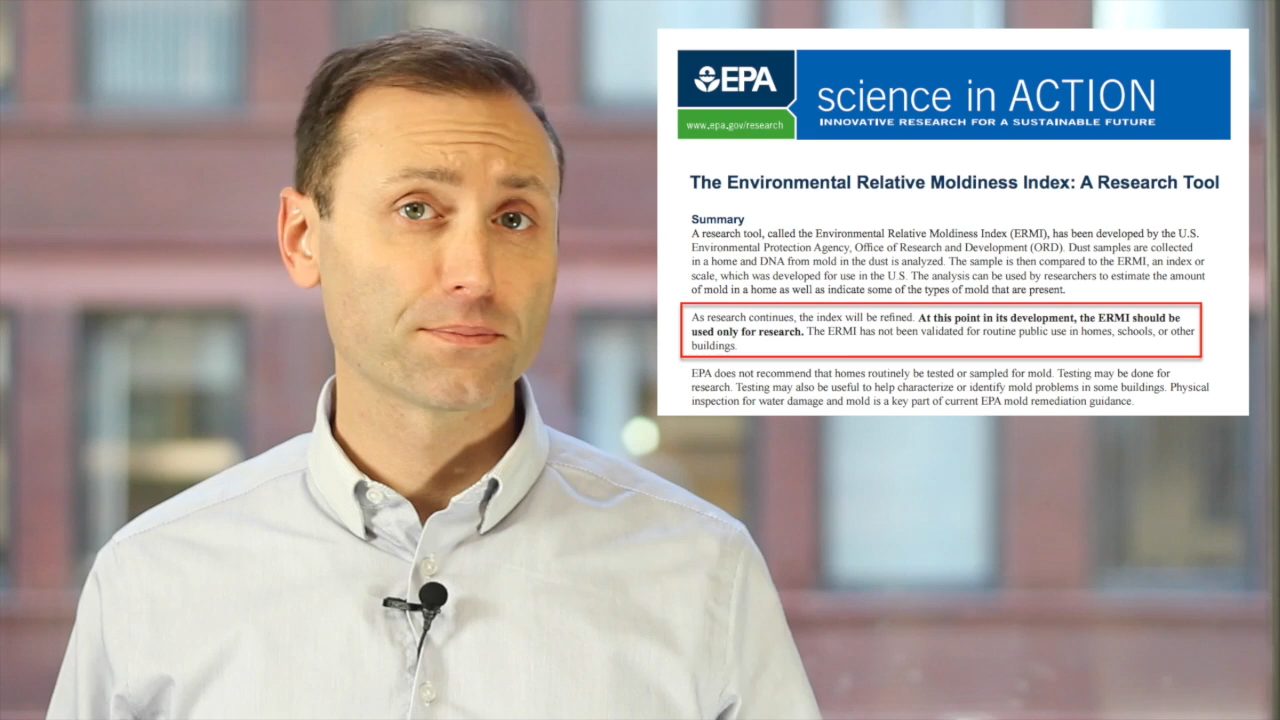 EPA
www.epa.gov/research
science in ACTION
INNOVATIVE RESEARCH FOR A SUSTAINABLE FUTURE
The Environmental Relative Moldiness Index: A Research Tool
Summary
A research tool, called the Environmental Relative Moldiness Index (ERMI), has been developed by the U.S.
Environmental Protection Agency, Office of Research and Development (ORD). Dust samples are collected
in a home and DNA from mold in the dust is analyzed. The sample is then compared to the ERMI, an index or
scale, which was developed for use in the U.S. The analysis can be used by researchers to estimate the amount
of mold in a home as well as indicate some of the types of mold that are present.
As research continues, the index will be refined. At this point in its development, the ERMI should be
used only for research. The ERMI has not been validated for routine public use in homes, schools, or other
buildings.
EPA does not recommend that homes routinely be tested or sampled for mold. Testing may be done for
research. Testing may also be useful to help characterize or identify mold problems in some buildings. Physical
inspection for water damage and mold is a key part of current EPA mold remediation guidance.